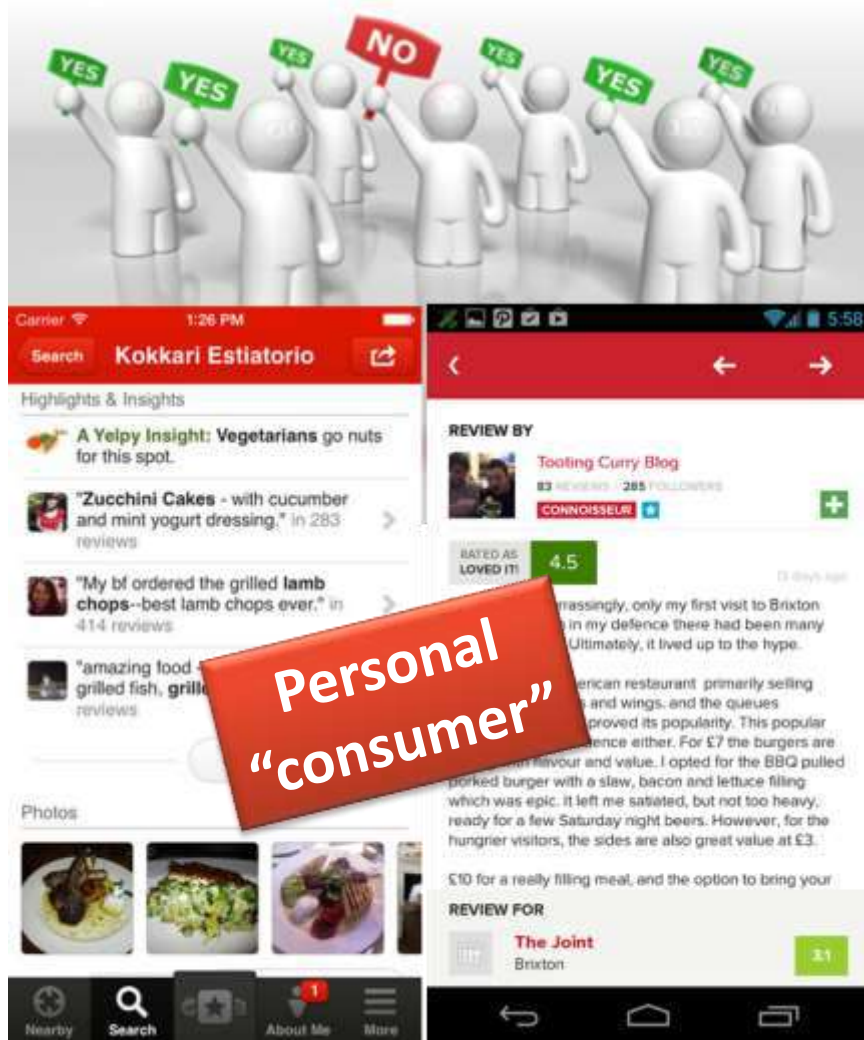 YES
YES
YES
NO
YES
YES
YES
Carrier
1:26 PM
Search
Kokkari Estiatorio
Highlights & Insights
A Yelpy Insight: Vegetarians go nuts
for this spot.
"Zucchini Cakes - with cucumber
and mint yogurt dressing." in 283
reviews
"My bf ordered the grilled lamb
chops--best lamb chops ever." in
414 reviews
"amazing food -
grilled fish,
reviews
Photos
Nearby
Search
About Me
1
More
5:58
REVIEW BY
Tooting Curry Blog
83 REVIEWS 285 FOLLOWERS
CONNOISSEUR
RATED AS
LOVED IT!
4.5
13 days ago
only my first visit to Brixton
in my defence there had been many
Ultimately, it lived up to the hype.
restaurant primarily selling
and wings. and the queues
proved its popularity. This popular
either. For £7 the burgers are
flavour and value. I opted for the BBQ pulled
porked burger with a slaw, bacon and lettuce filling
which was epic. it left me satiated, but not too heavy,
ready for a few Saturday night beers. However, for the
hungrier visitors, the sides are also great value at £3.
£10 for a really filling meal, and the option to bring your
REVIEW FOR
The Joint
Brixton
3.1
Personal
“consumer”